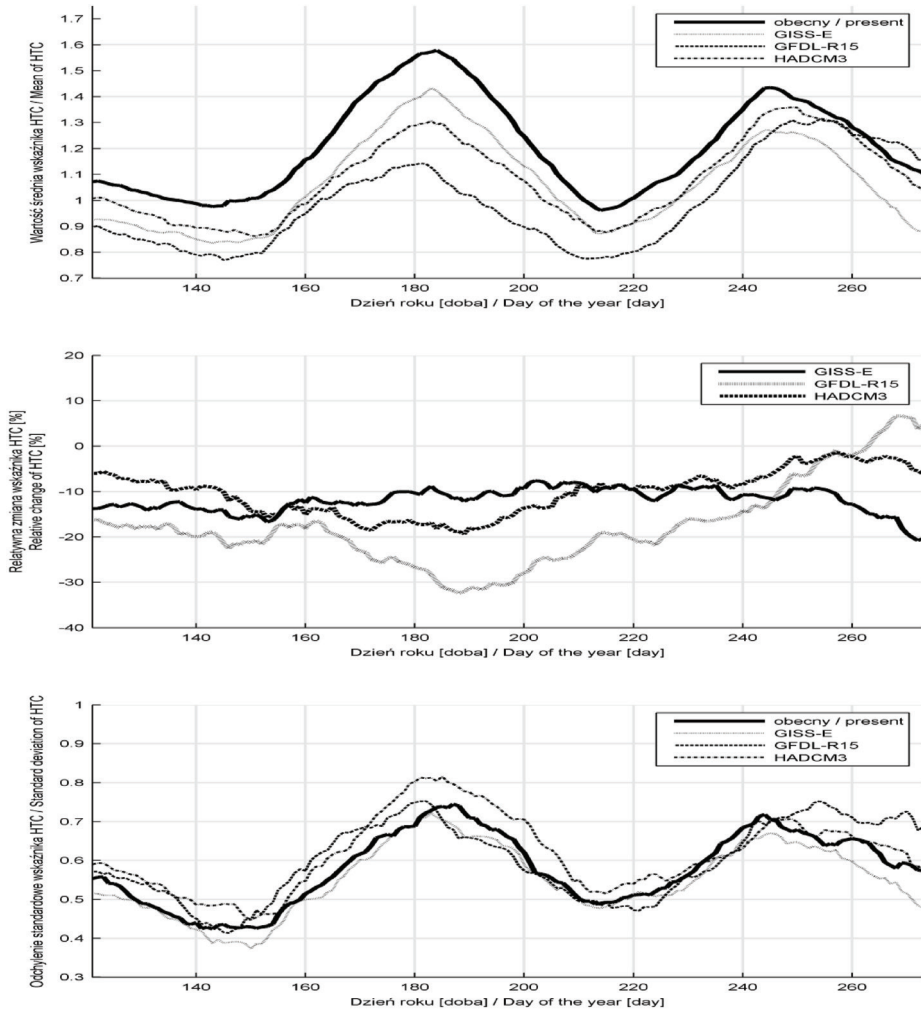 Wartość średnia wskaźnika HTC / Mean of HTC
1.7
1.6
1.5
1.4
1.3
1.2
1.1
1
0.9
0.8
0.7
obecny / present
GISS-E
GFDL-R15
HADCM3
140 160 180 200 220 240 260
Dzień roku [doba] / Day of the year [day]
Relatywna zmiana wskaźnika HTC [%]
Relative change of HTC [%]
20
10
0
-10
-20
-30
-40
GISS-E
GFDL-R15
HADCM3
140 160 180 200 220 240 260
Dzień roku [doba] / Day of the year [day]
Odchylenie standardowe wskaźnika HTC / Standard deviation of HTC
1
0.9
0.8
0.7
0.6
0.5
0.4
0.3
obecny / present
GISS-E
GFDL-R15
HADCM3
140 160 180 200 220 240 260
Dzień roku [doba] / Day of the year [day]